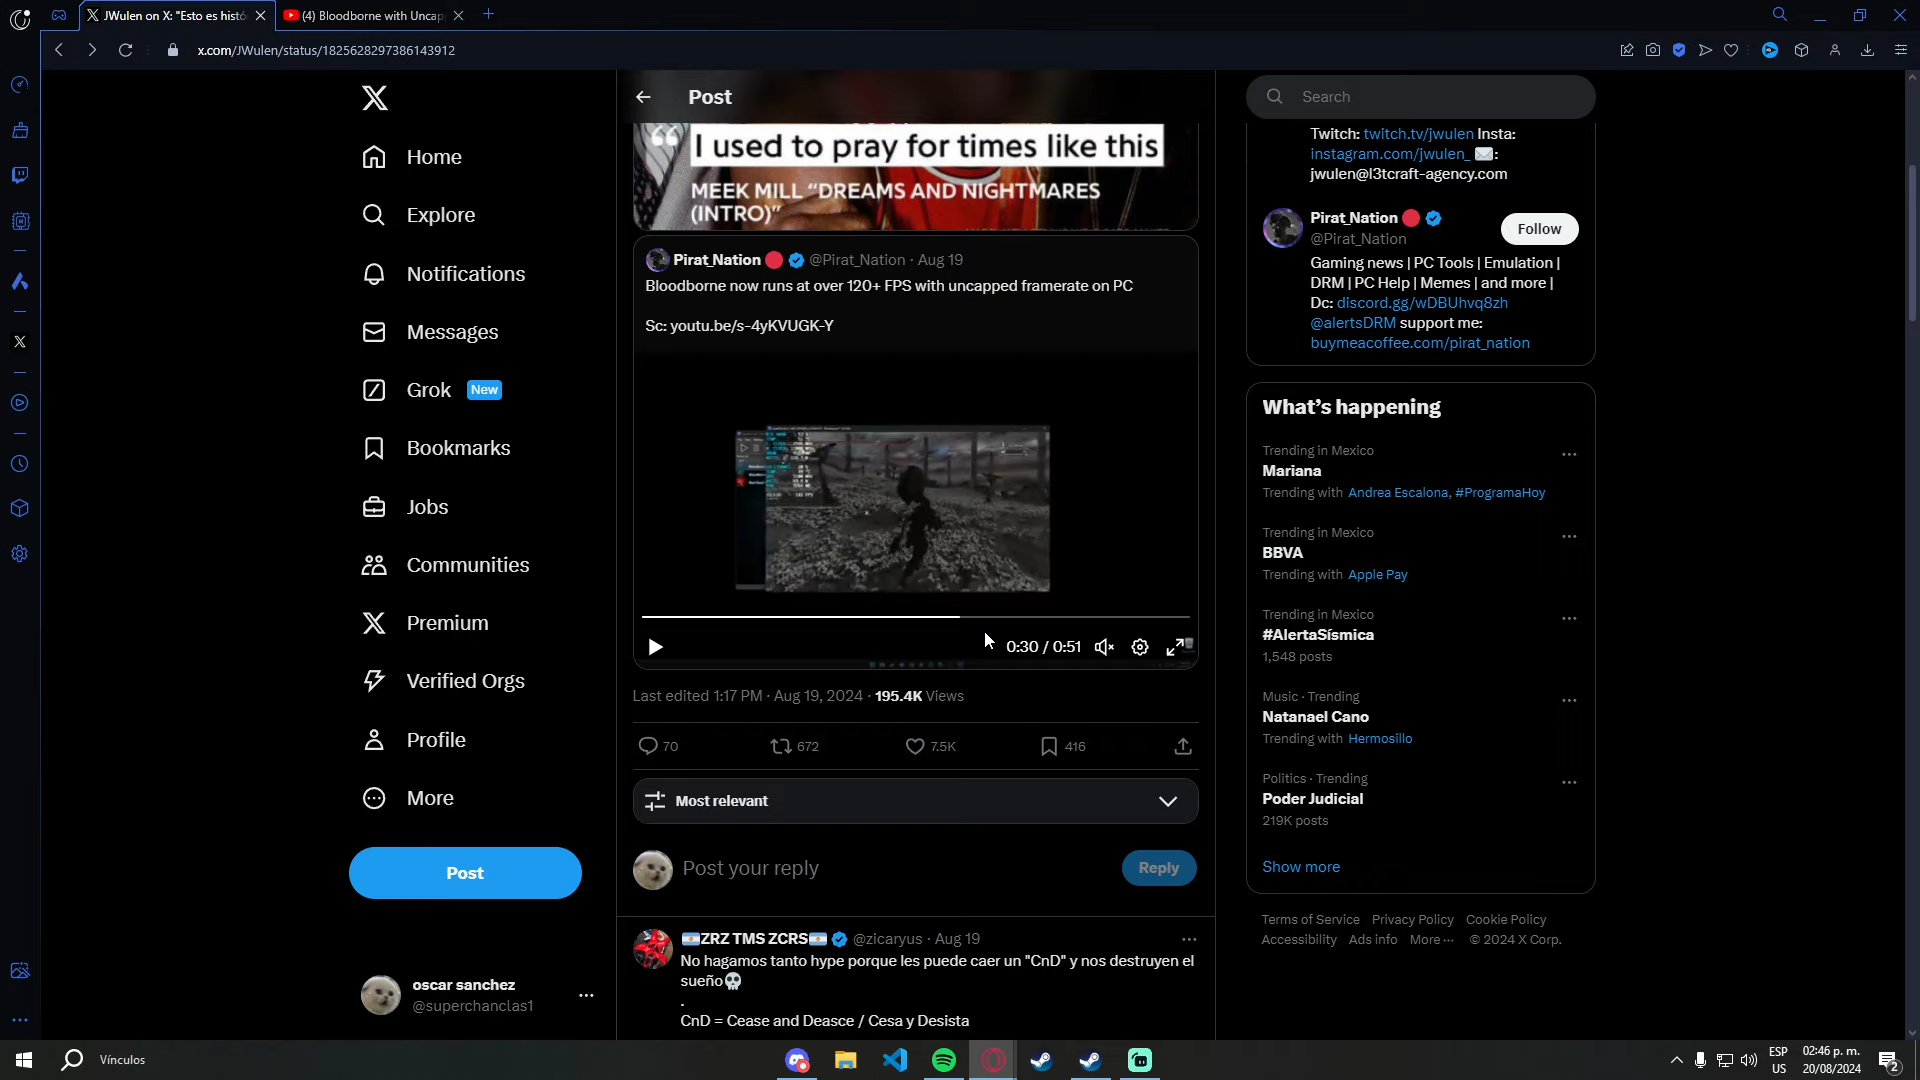 JWulen on X: "Esto es histó
(4) Bloodborne with Uncap
x.com/JWulen/status/1825628297386143912
Home
Explore
Notifications
Messages
Grok New
Bookmarks
Jobs
Communities
Premium
Verified Orgs
Profile
More
Post
oscar sanchez
@superchanclas1
Post
I used to pray for times like this
MEEK MILL “DREAMS AND NIGHTMARES
(INTRO)”
Pirat_Nation 🔴 @Pirat_Nation · Aug 19
Bloodborne now runs at over 120+ FPS with uncapped framerate on PC
Sc: youtu.be/s-4yKVUGK-Y
0:30 / 0:51
Last edited 1:17 PM · Aug 19, 2024 · 195.4K Views
70 672 7.5K 416
Most relevant
Post your reply
Reply
🇦🇷ZRZ TMS ZCRS🇦🇷 @zicaryus · Aug 19
No hagamos tanto hype porque les puede caer un "CnD" y nos destruyen el
sueño💀
.
CnD = Cease and Deasce / Cesa y Desista
Search
Twitch: twitch.tv/jwulen Insta:
instagram.com/jwulen_ ✉️:
jwulen@l3tcraft-agency.com
Pirat_Nation 🔴
@Pirat_Nation
Follow
Gaming news | PC Tools | Emulation |
DRM | PC Help | Memes | and more |
Dc: discord.gg/wDBUhvq8zh
@alertsDRM support me:
buymeacoffee.com/pirat_nation
What’s happening
Trending in Mexico
Mariana
Trending with Andrea Escalona, #ProgramaHoy
Trending in Mexico
BBVA
Trending with Apple Pay
Trending in Mexico
#AlertaSísmica
1,548 posts
Music · Trending
Natanael Cano
Trending with Hermosillo
Politics · Trending
Poder Judicial
219K posts
Show more
Terms of Service Privacy Policy Cookie Policy
Accessibility Ads info More ··· © 2024 X Corp.
Vínculos
ESP
US
02:46 p. m.
20/08/2024
2